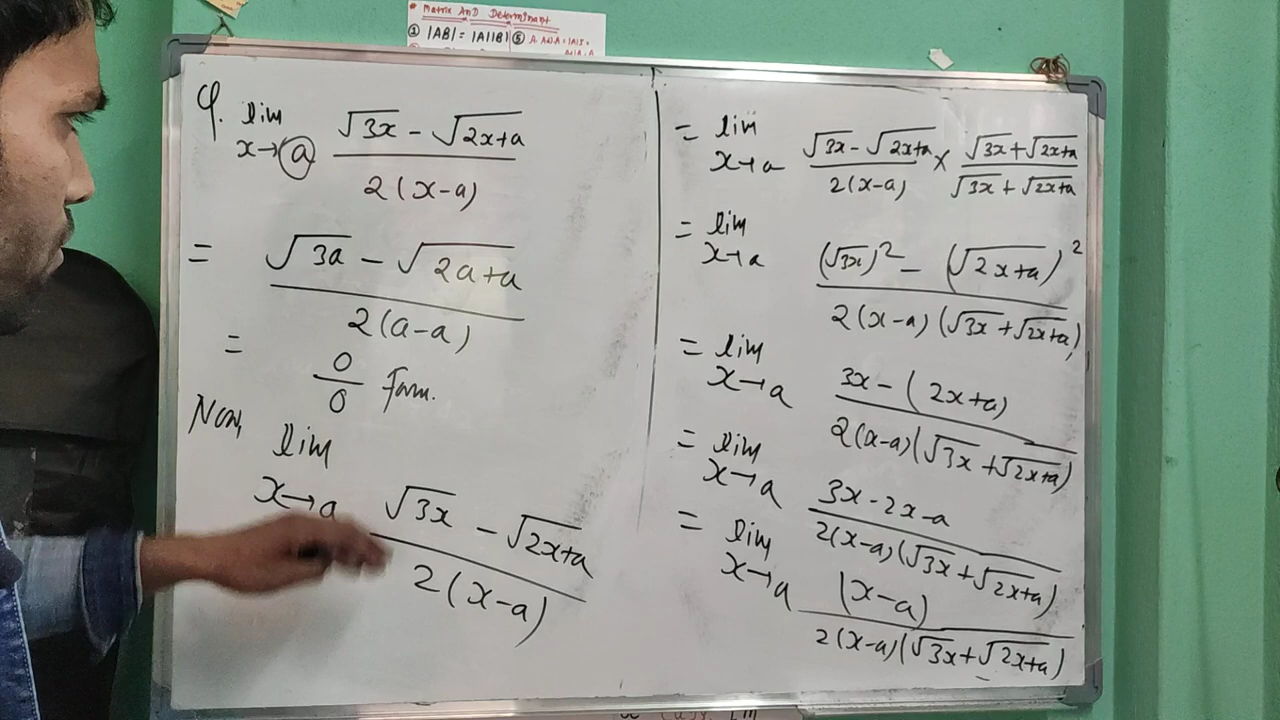 * Matrix And Determinant
① |AB| = |A||B| ⑤ A. AdjA = |A|I =
Q. lim x→a (√3x - √2x+a) / 2(x-a)
= (√3a - √2a+a) / 2(a-a)
= 0/0 form.
Now,
lim x→a (√3x - √2x+a) / 2(x-a)
= lim x→a (√3x - √2x+a) / 2(x-a) × (√3x + √2x+a) / (√3x + √2x+a)
= lim x→a ((√3x)² - (√2x+a)²) / 2(x-a)(√3x+√2x+a)
= lim x→a (3x - (2x+a)) / 2(x-a)(√3x+√2x+a)
= lim x→a (3x-2x-a) / 2(x-a)(√3x+√2x+a)
= lim x→a (x-a) / 2(x-a)(√3x+√2x+a)